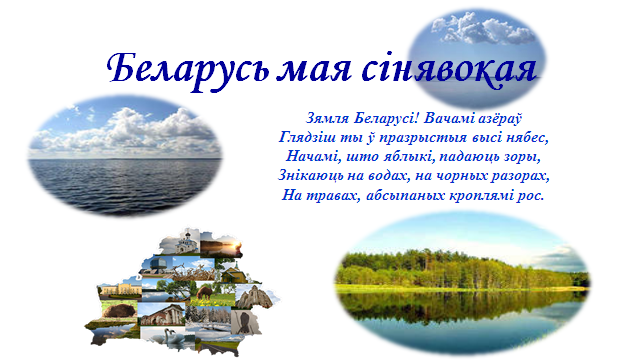 Беларусь мая сінявокая
Зямля Беларусі! Вачамі азёраў
Глядзіш ты ў празрыстыя высі нябес,
Начамі, што яблыкі, падаюць зоры,
Знікаюць на водах, на чорных разорах,
На травах, абсыпаных кроплямі рос.